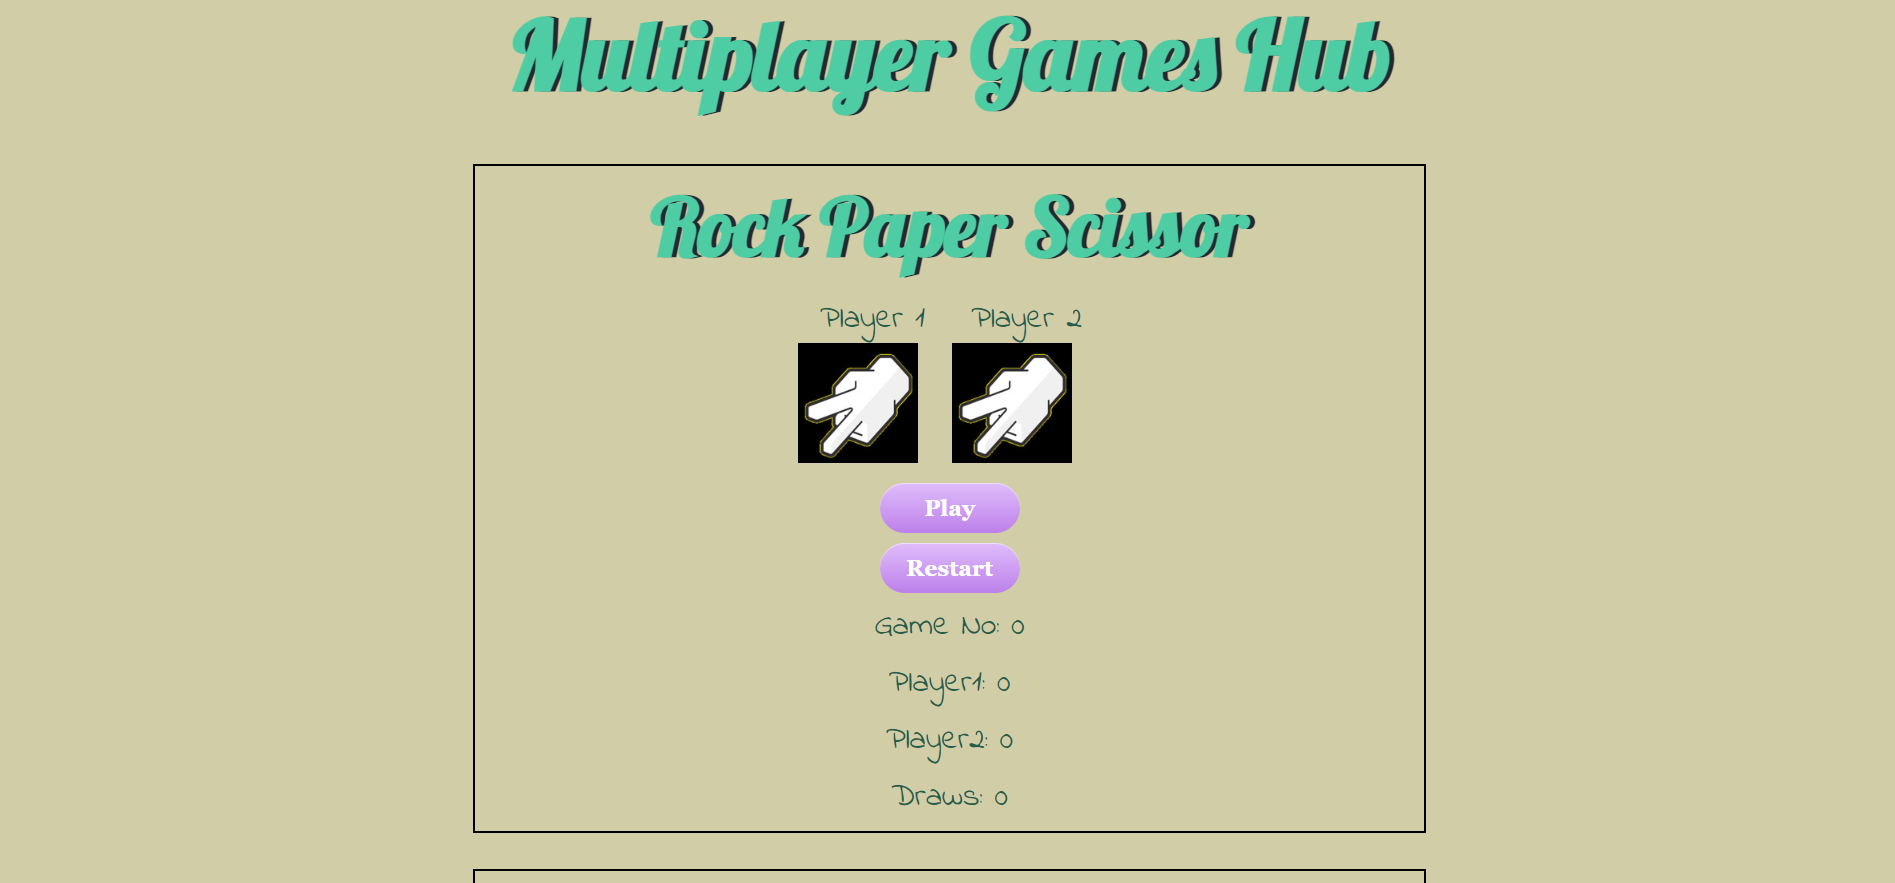 Multiplayer Games Hub
Rock Paper Scissor
Player 1 Player 2
Play
Restart
Game No: 0
Player1: 0
Player2: 0
Draws: 0